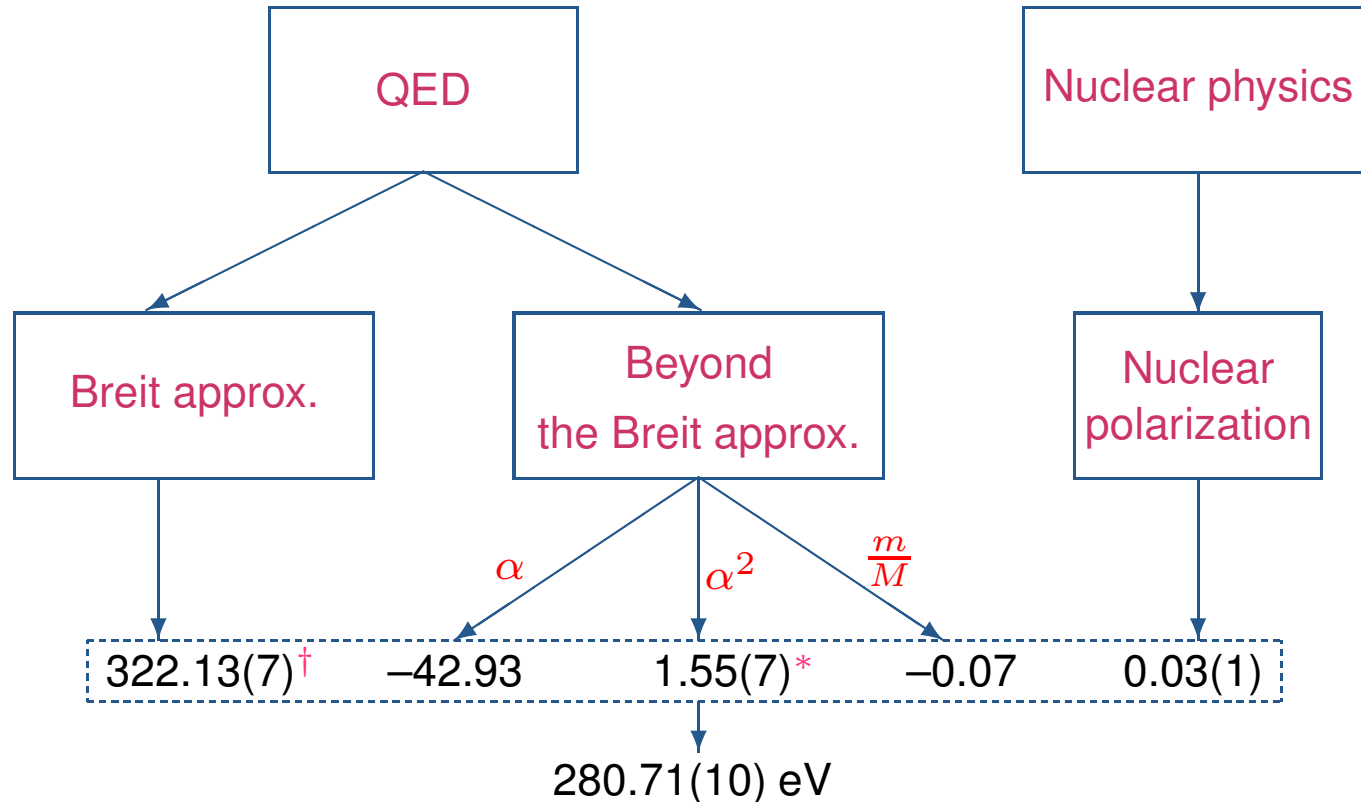 QED
Nuclear physics
Breit approx.
Beyond
the Breit approx.
Nuclear
polarization
α
α²
m/M
322.13(7)† –42.93 1.55(7)* –0.07 0.03(1)
280.71(10) eV